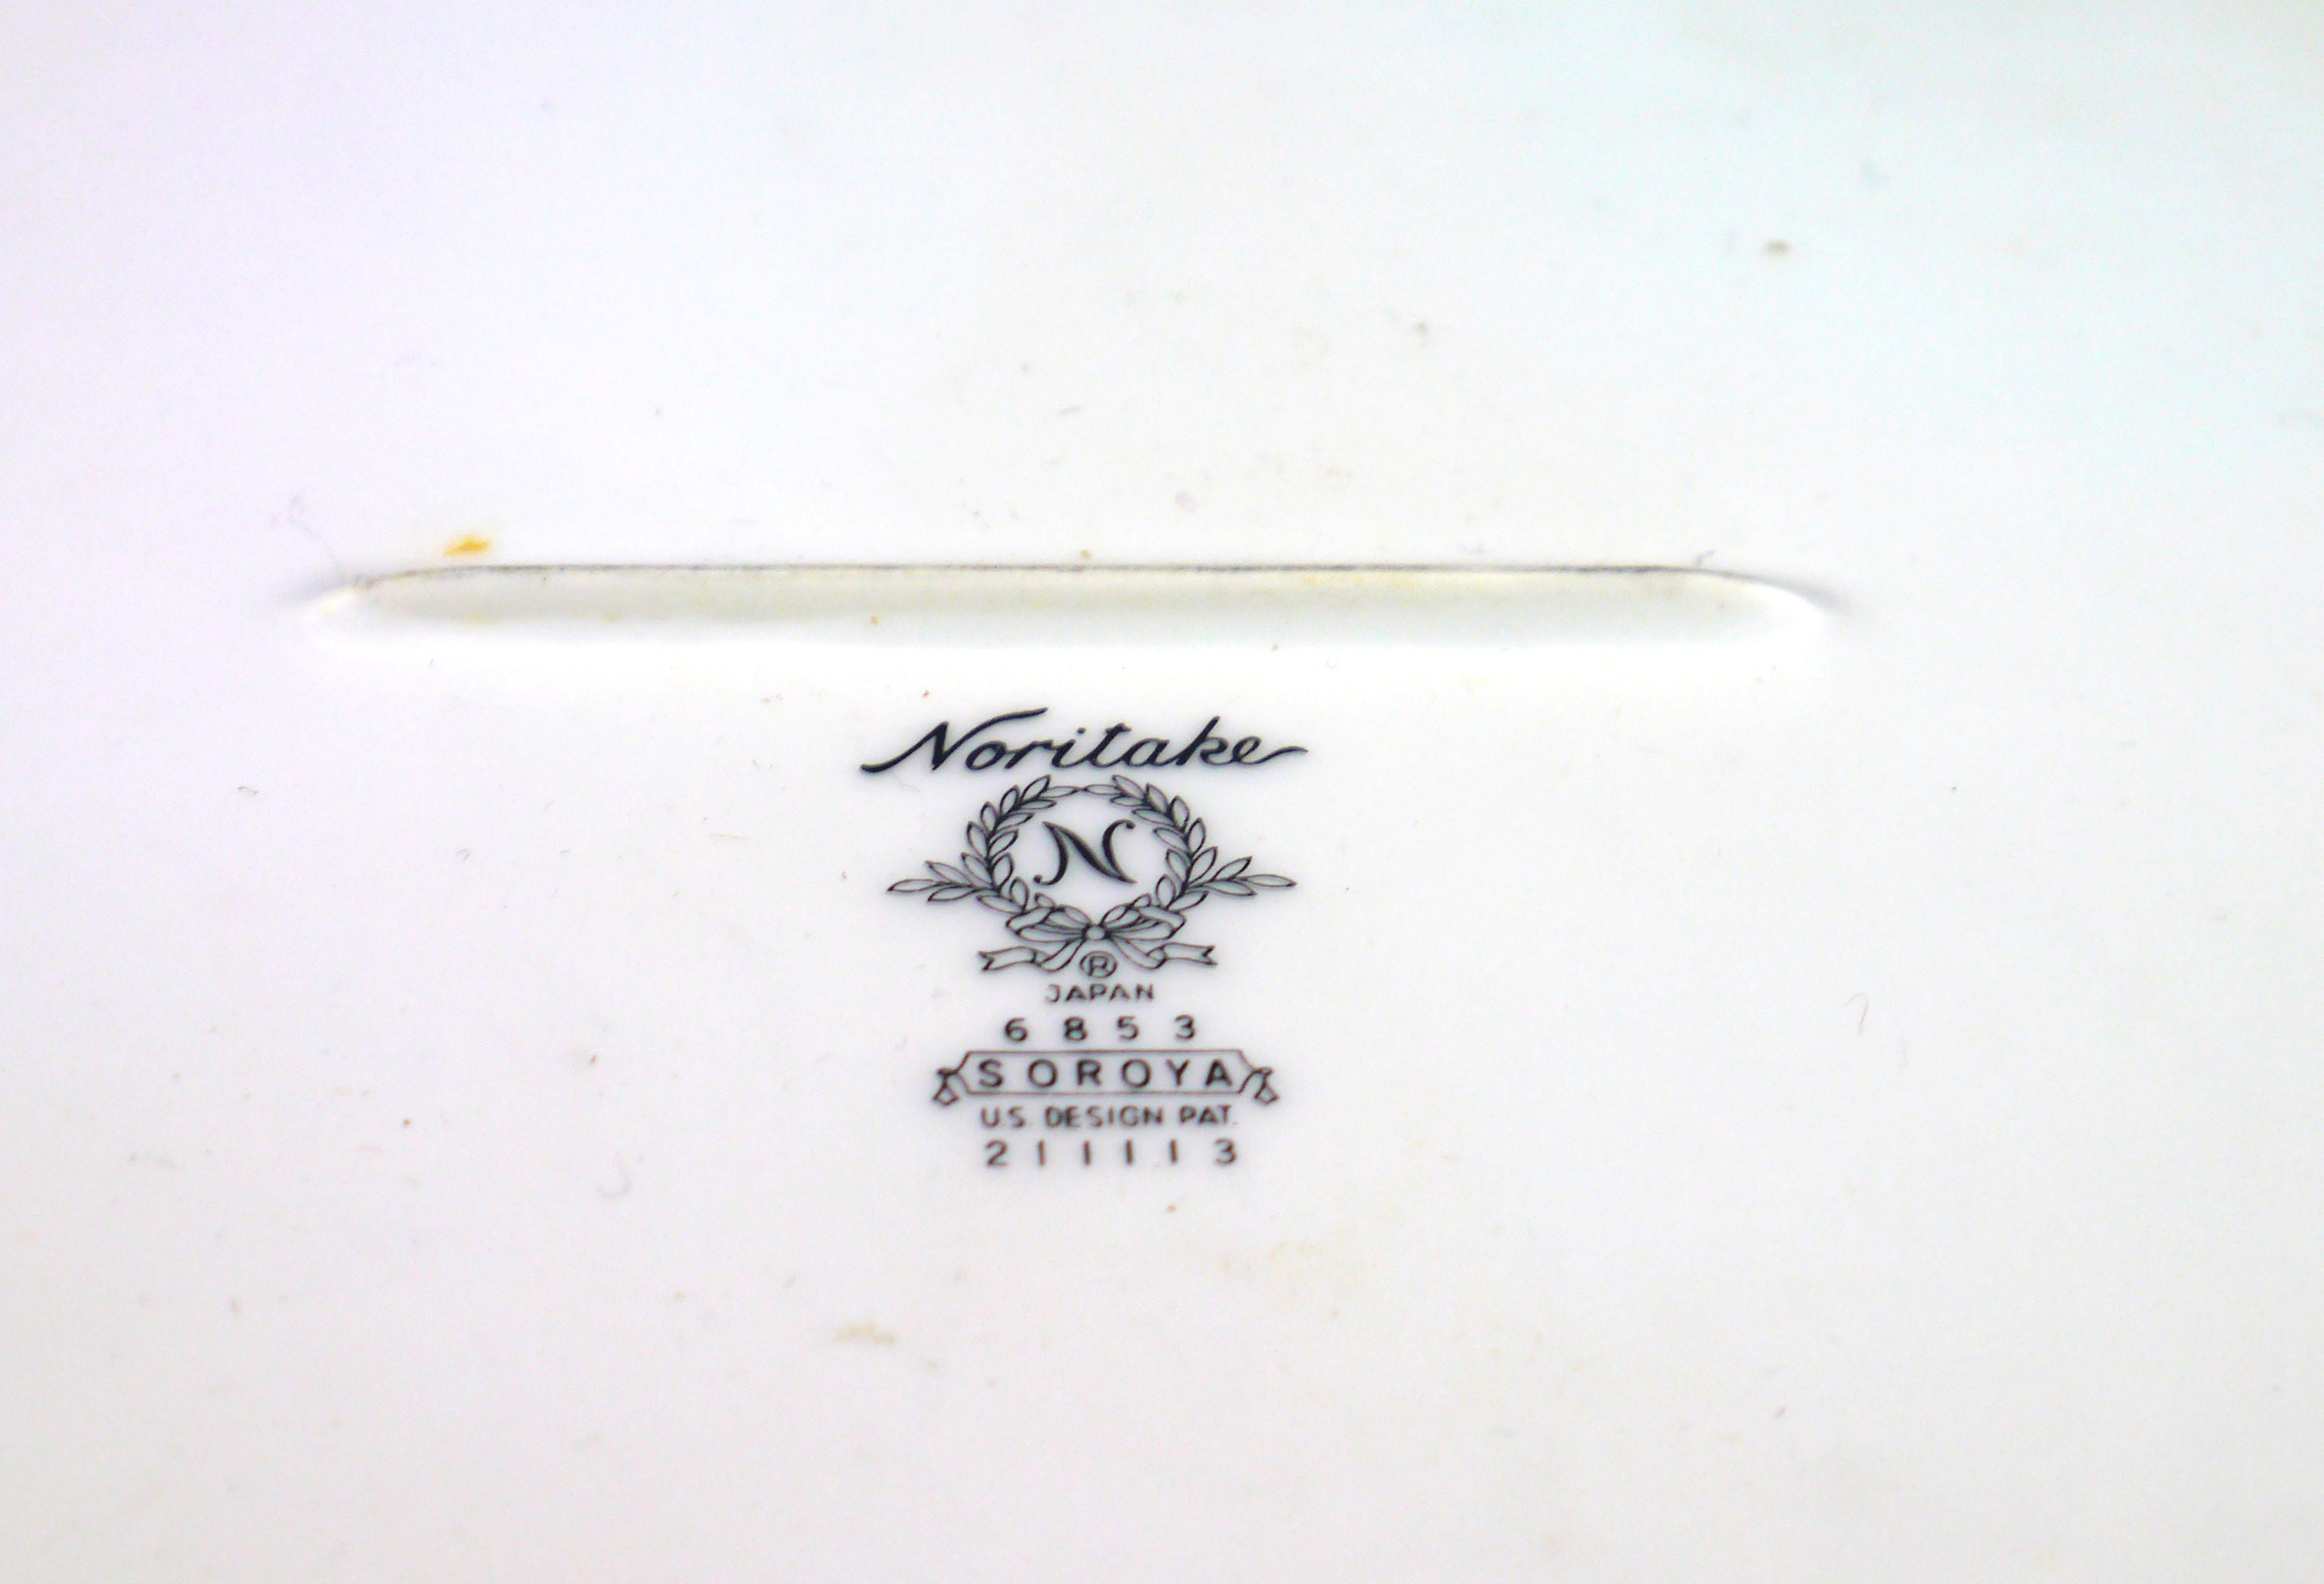 Noritake
N
®
JAPAN
6853
SOROYA
U.S. DESIGN PAT.
211113